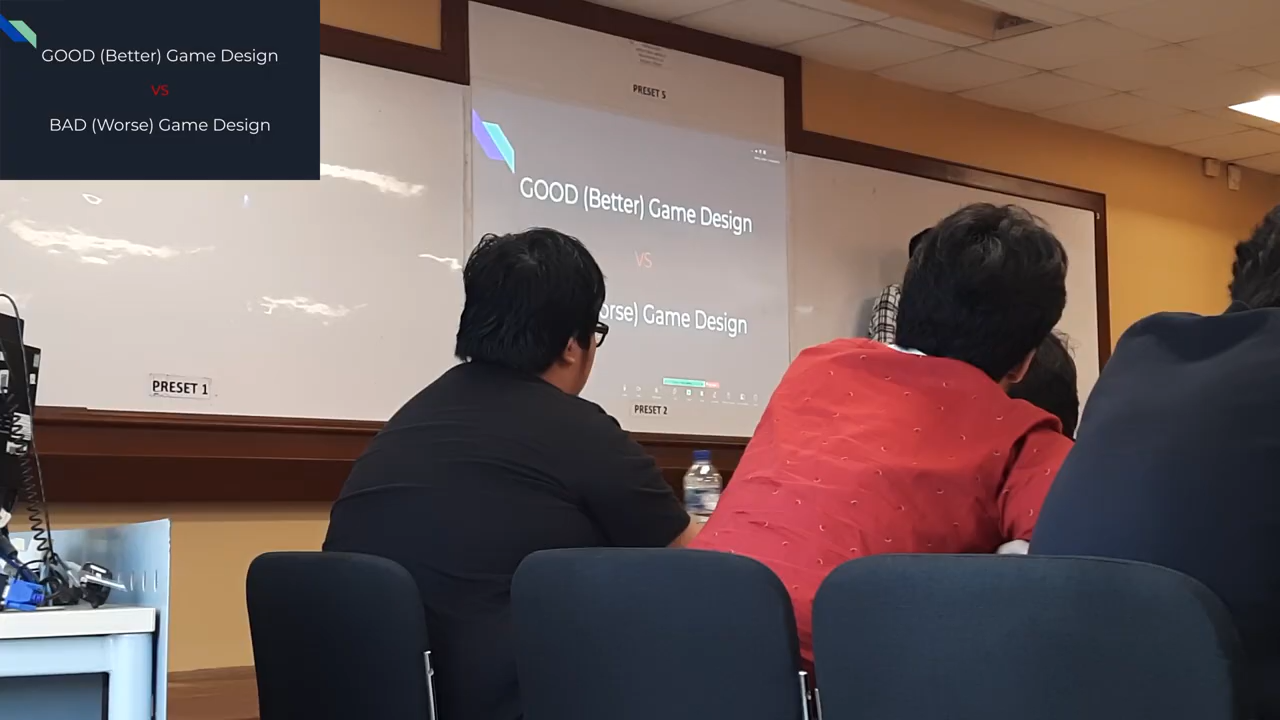 GOOD (Better) Game Design
VS
BAD (Worse) Game Design
PRESET 5
GOOD (Better) Game Design
VS
orse) Game Design
PRESET 1
PRESET 2